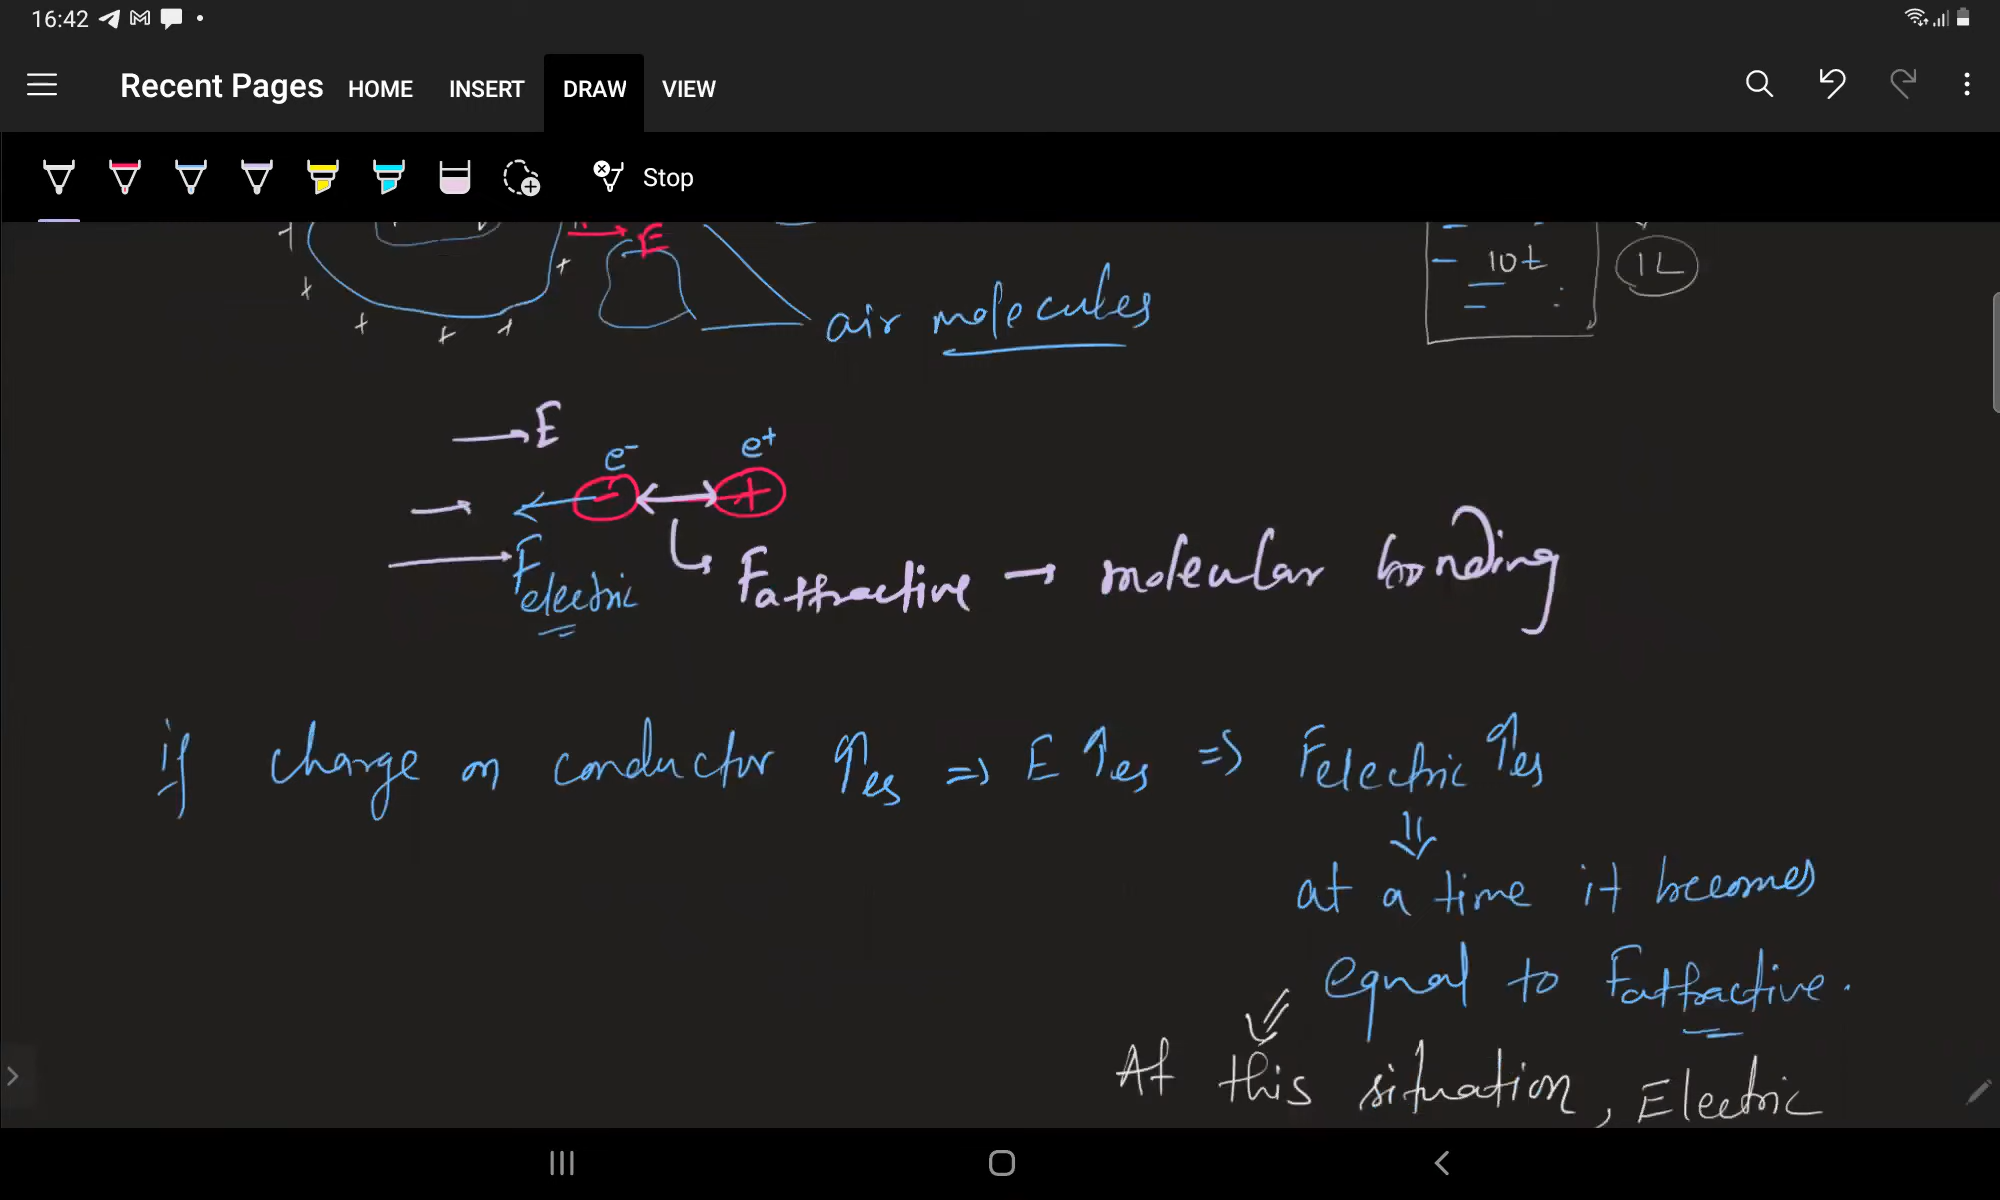 16:42
Recent Pages HOME INSERT DRAW VIEW
Stop
E
10t
1L
air molecules
E
e⁻ e⁺
- +
F electric
F attractive → molecular bonding
if charge on conductor ↑es => E ↑es => F electric ↑es
at a time it becomes
equal to F attractive.
At this situation, Electric